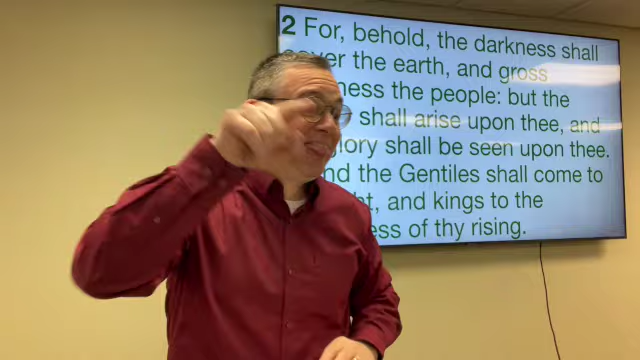 2 For, behold, the darkness shall
the earth, and gross
the people: but the
shall arise upon thee, and
shall be seen upon thee.
the Gentiles shall come to
and kings to the
of thy rising.